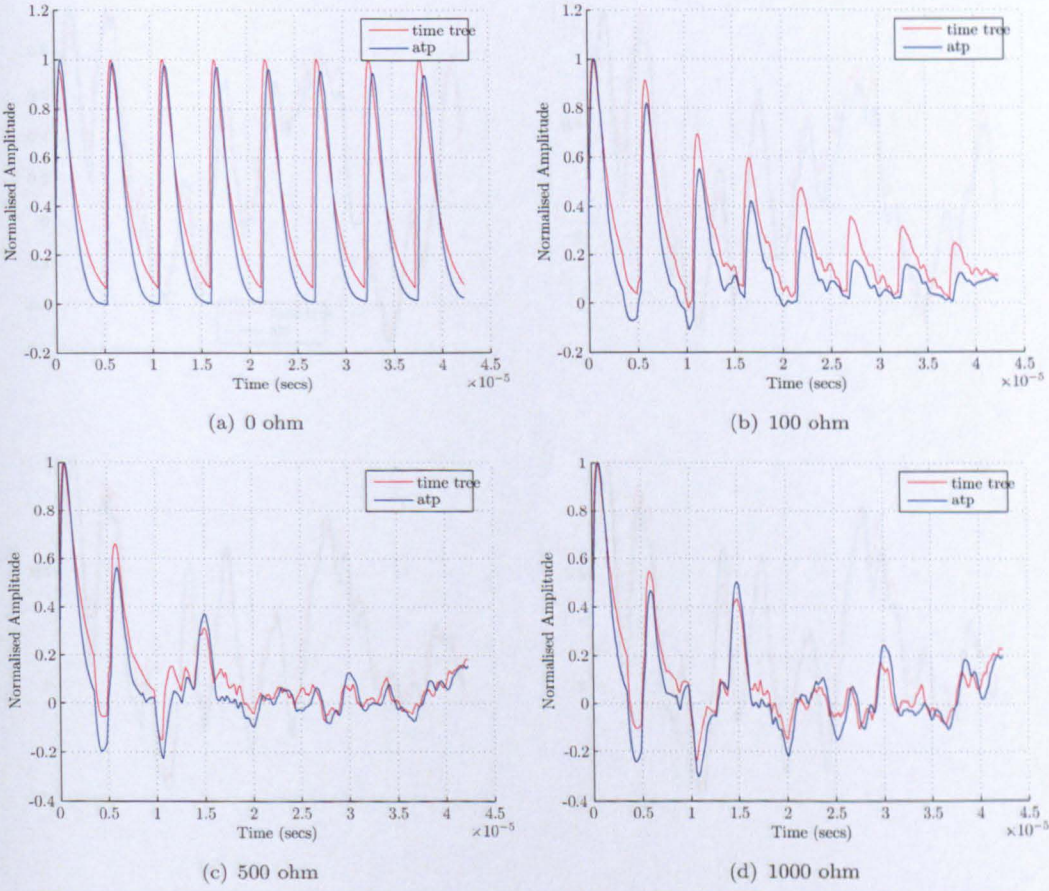 1.2
1
0.8
0.6
0.4
0.2
0
-0.2
Normalised Amplitude
time tree
atp
0 0.5 1 1.5 2 2.5 3 3.5 4 4.5
Time (secs)
×10⁻⁵
(a) 0 ohm
1.2
1
0.8
0.6
0.4
0.2
0
-0.2
Normalised Amplitude
time tree
atp
0 0.5 1 1.5 2 2.5 3 3.5 4 4.5
Time (secs)
×10⁻⁵
(b) 100 ohm
1
0.8
0.6
0.4
0.2
0
-0.2
-0.4
Normalised Amplitude
time tree
atp
0 0.5 1 1.5 2 2.5 3 3.5 4 4.5
Time (secs)
×10⁻⁵
(c) 500 ohm
1
0.8
0.6
0.4
0.2
0
-0.2
-0.4
Normalised Amplitude
time tree
atp
0 0.5 1 1.5 2 2.5 3 3.5 4 4.5
Time (secs)
×10⁻⁵
(d) 1000 ohm